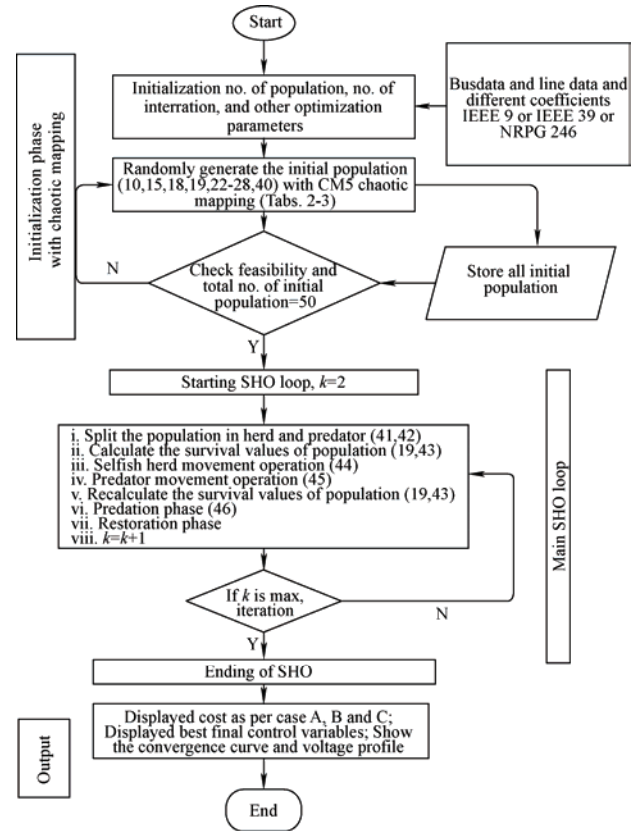 Start
Initialization no. of population, no. of
interration, and other optimization
parameters
Busdata and line data and
different coefficients
IEEE 9 or IEEE 39 or
NRPG 246
Initialization phase
with chaotic mapping
Randomly generate the initial population
(10,15,18,19,22-28,40) with CM5 chaotic
mapping (Tabs. 2-3)
N
Check feasibility and
total no. of initial
population=50
Store all initial
population
Y
Starting SHO loop, k=2
i. Split the population in herd and predator (41,42)
ii. Calculate the survival values of population (19,43)
iii. Selfish herd movement operation (44)
iv. Predator movement operation (45)
v. Recalculate the survival values of population (19,43)
vi. Predation phase (46)
vii. Restoration phase
viii. k=k+1
Main SHO loop
If k is max,
iteration
N
Y
Ending of SHO
Displayed cost as per case A, B and C;
Displayed best final control variables; Show
the convergence curve and voltage profile
Output
End